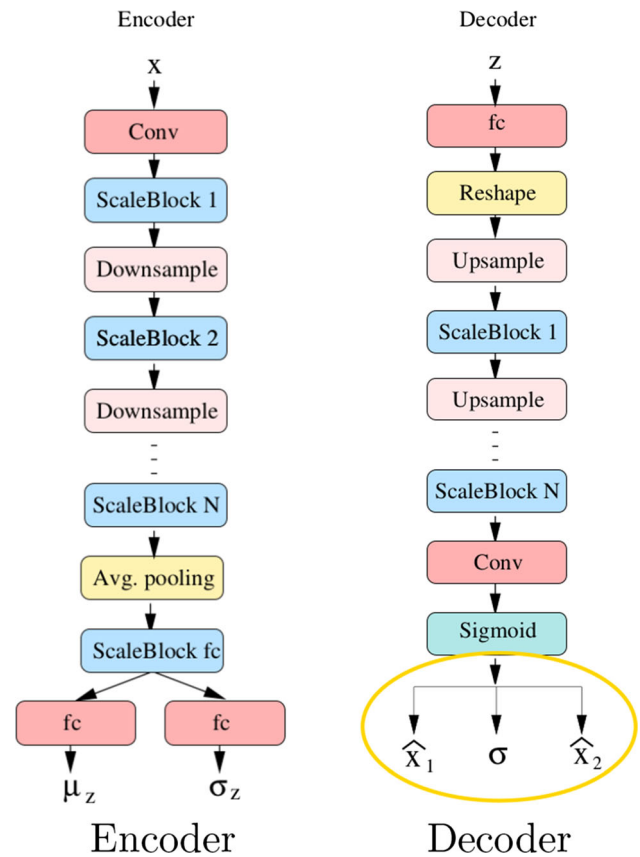 Encoder
x
Conv
ScaleBlock 1
Downsample
ScaleBlock 2
Downsample
ScaleBlock N
Avg. pooling
ScaleBlock fc
fc
fc
μz
σz
Encoder
Decoder
z
fc
Reshape
Upsample
ScaleBlock 1
Upsample
ScaleBlock N
Conv
Sigmoid
x̂1
σ
x̂2
Decoder